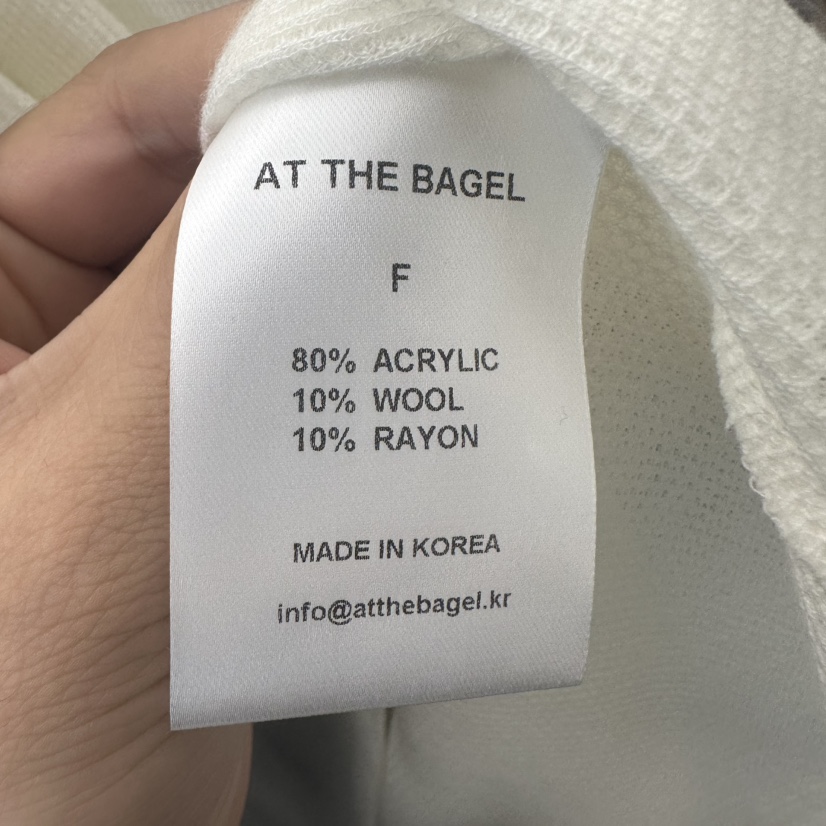 AT THE BAGEL
F
80% ACRYLIC
10% WOOL
10% RAYON
MADE IN KOREA
info@atthebagel.kr